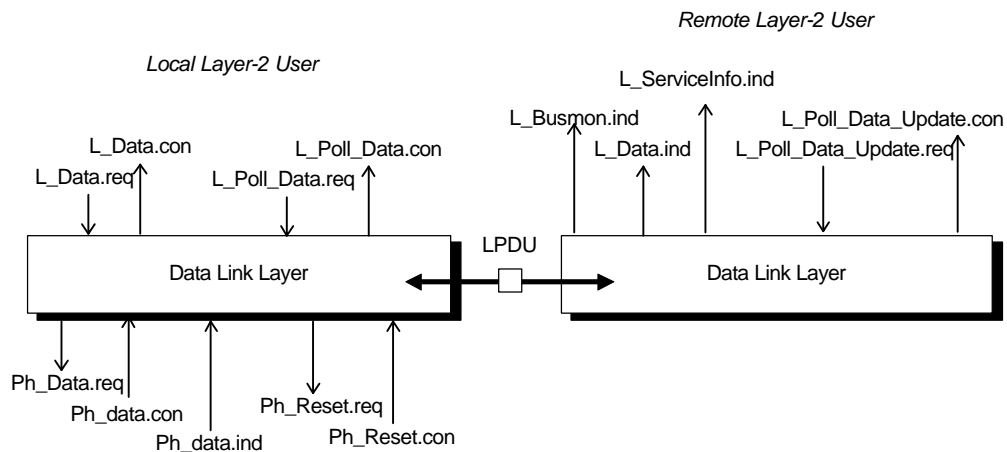 Remote Layer-2 User
Local Layer-2 User
L_ServiceInfo.ind
L_Busmon.ind
L_Poll_Data_Update.con
L_Data.con
L_Poll_Data.con
L_Data.ind
L_Poll_Data_Update.req
L_Data.req
L_Poll_Data.req
LPDU
Data Link Layer
Data Link Layer
Ph_Data.req
Ph_data.con
Ph_data.ind
Ph_Reset.req
Ph_Reset.con